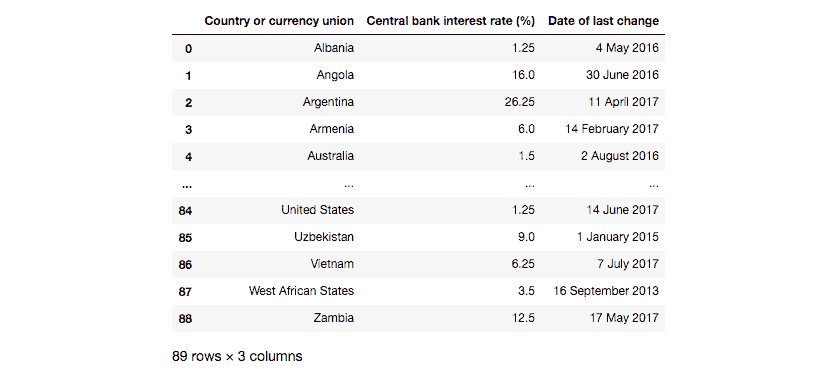 Country or currency union Central bank interest rate (%) Date of last change
0 Albania 1.25 4 May 2016
1 Angola 16.0 30 June 2016
2 Argentina 26.25 11 April 2017
3 Armenia 6.0 14 February 2017
4 Australia 1.5 2 August 2016
... ... ... ...
84 United States 1.25 14 June 2017
85 Uzbekistan 9.0 1 January 2015
86 Vietnam 6.25 7 July 2017
87 West African States 3.5 16 September 2013
88 Zambia 12.5 17 May 2017
89 rows × 3 columns